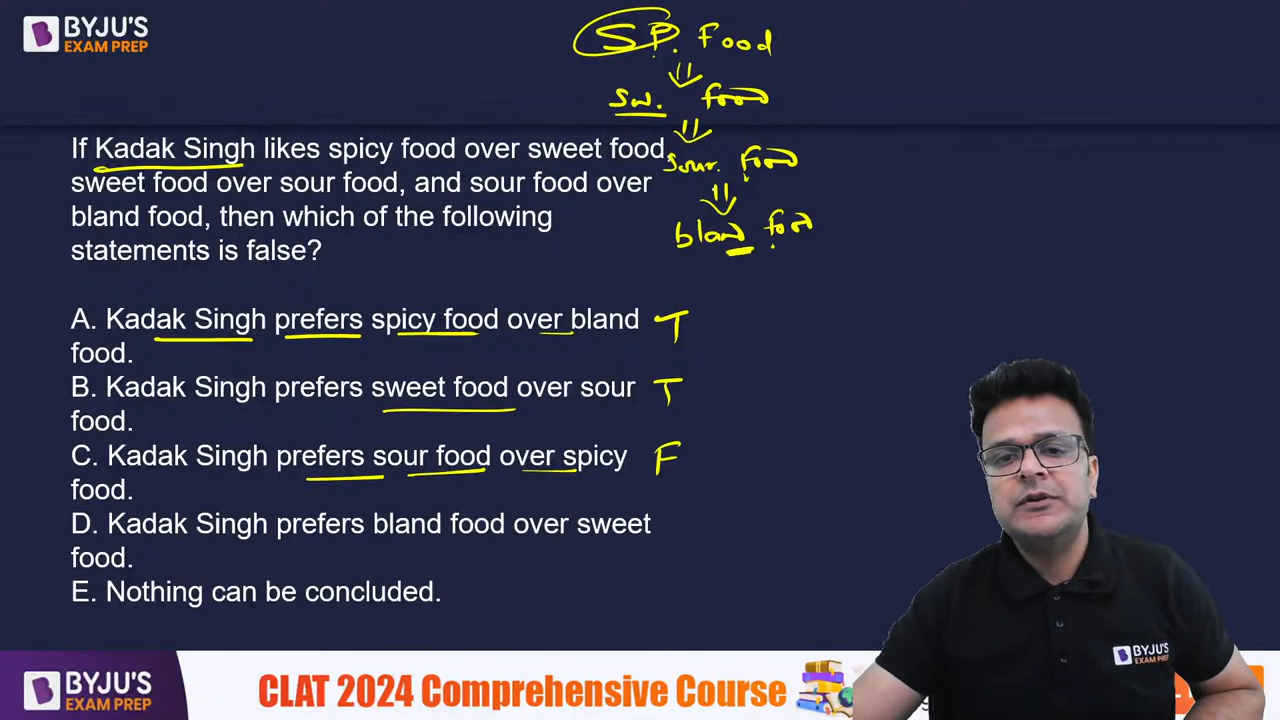 BYJU'S
EXAM PREP
SP. Food
Sw. food
Sour. food
bland food
If Kadak Singh likes spicy food over sweet food,
sweet food over sour food, and sour food over
bland food, then which of the following
statements is false?
A. Kadak Singh prefers spicy food over bland T
food.
B. Kadak Singh prefers sweet food over sour T
food.
C. Kadak Singh prefers sour food over spicy F
food.
D. Kadak Singh prefers bland food over sweet
food.
E. Nothing can be concluded.
BYJU'S
EXAM PREP
BYJU'S
EXAM PREP
CLAT 2024 Comprehensive Course